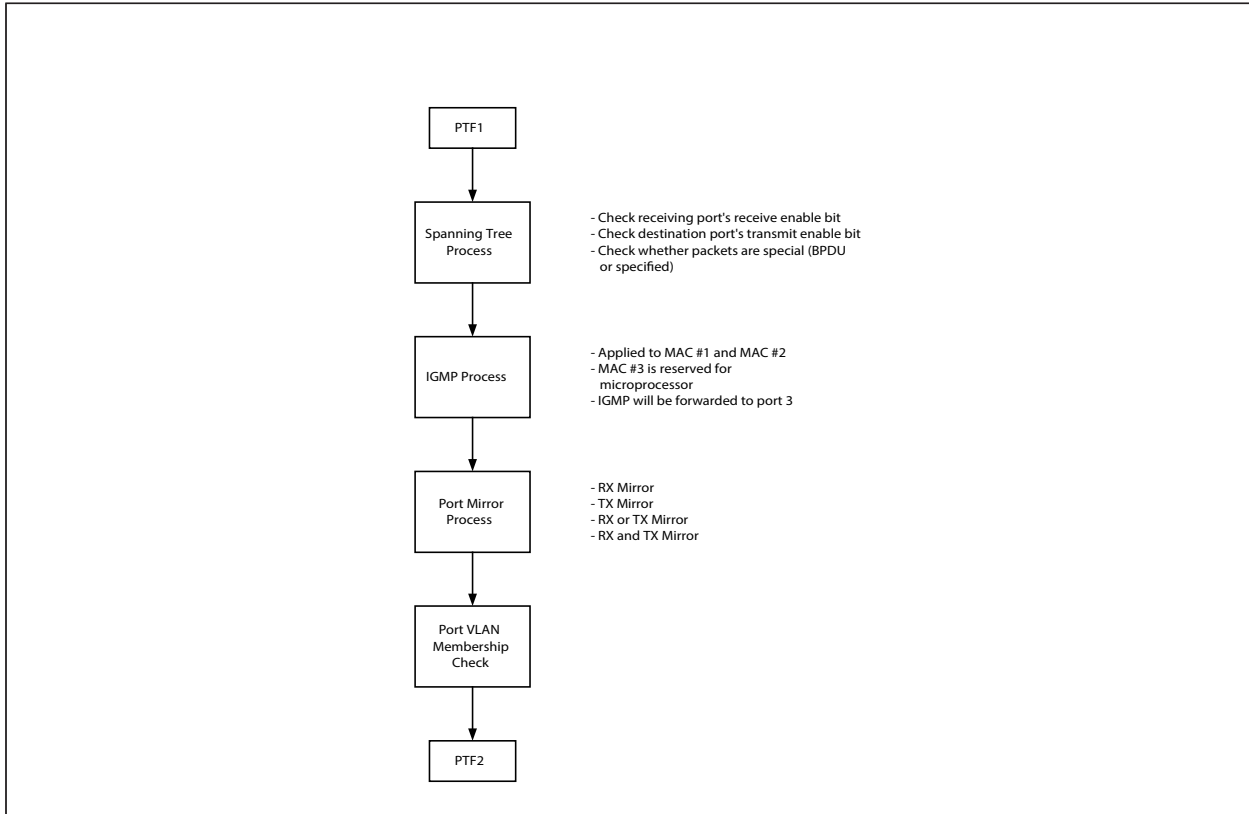 PTF1
Spanning Tree
Process
- Check receiving port's receive enable bit
- Check destination port's transmit enable bit
- Check whether packets are special (BPDU
or specified)
IGMP Process
- Applied to MAC #1 and MAC #2
- MAC #3 is reserved for
microprocessor
- IGMP will be forwarded to port 3
Port Mirror
Process
- RX Mirror
- TX Mirror
- RX or TX Mirror
- RX and TX Mirror
Port VLAN
Membership
Check
PTF2